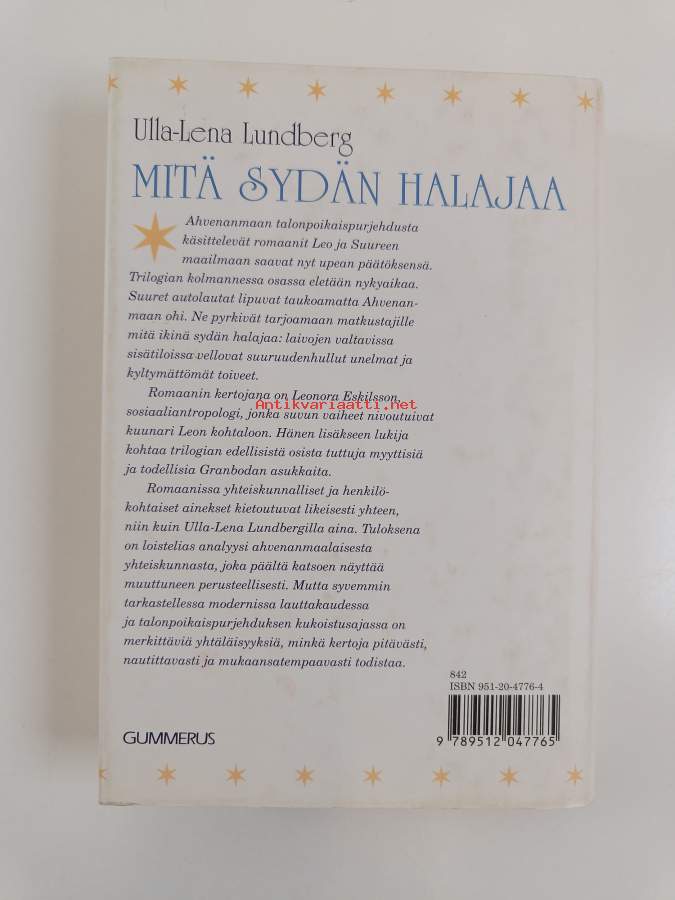 Ulla-Lena Lundberg
MITÄ SYDÄN HALAJAA
Ahvenanmaan talonpoikaispurjehdusta
käsittelevät romaanit Leo ja Suureen
maailmaan saavat nyt upean päätöksensä.
Trilogian kolmannessa osassa eletään nykyaikaa.
Suuret autolautat lipuvat taukoamatta Ahvenan-
maan ohi. Ne pyrkivät tarjoamaan matkustajille
mitä ikinä sydän halajaa: laivojen valtavissa
sisätiloissa vellovat suuruudenhullut unelmat ja
kyltymättömät toiveet.
Romaanin kertojana on Leonora Eskilsson,
Antikvariaatti.net
sosiaaliantropologi, jonka suvun vaiheet nivoutuivat
kuunari Leon kohtaloon. Hänen lisäkseen lukija
kohtaa trilogian edellisistä osista tuttuja myyttisiä
ja todellisia Granbodan asukkaita.
Romaanissa yhteiskunnalliset ja henkilö-
kohtaiset ainekset kietoutuvat likeisesti yhteen,
niin kuin Ulla-Lena Lundbergilla aina. Tuloksena
on loistelias analyysi ahvenanmaalaisesta
yhteiskunnasta, joka päältä katsoen näyttää
muuttuneen perusteellisesti. Mutta syvemmin
tarkastellessa modernissa lauttakaudessa
ja talonpoikaispurjehduksen kukoistusajassa on
merkittäviä yhtäläisyyksiä, minkä kertoja pitävästi,
nautittavasti ja mukaansatempaavasti todistaa.
842
ISBN 951-20-4776-4
9 789512 047765
GUMMERUS